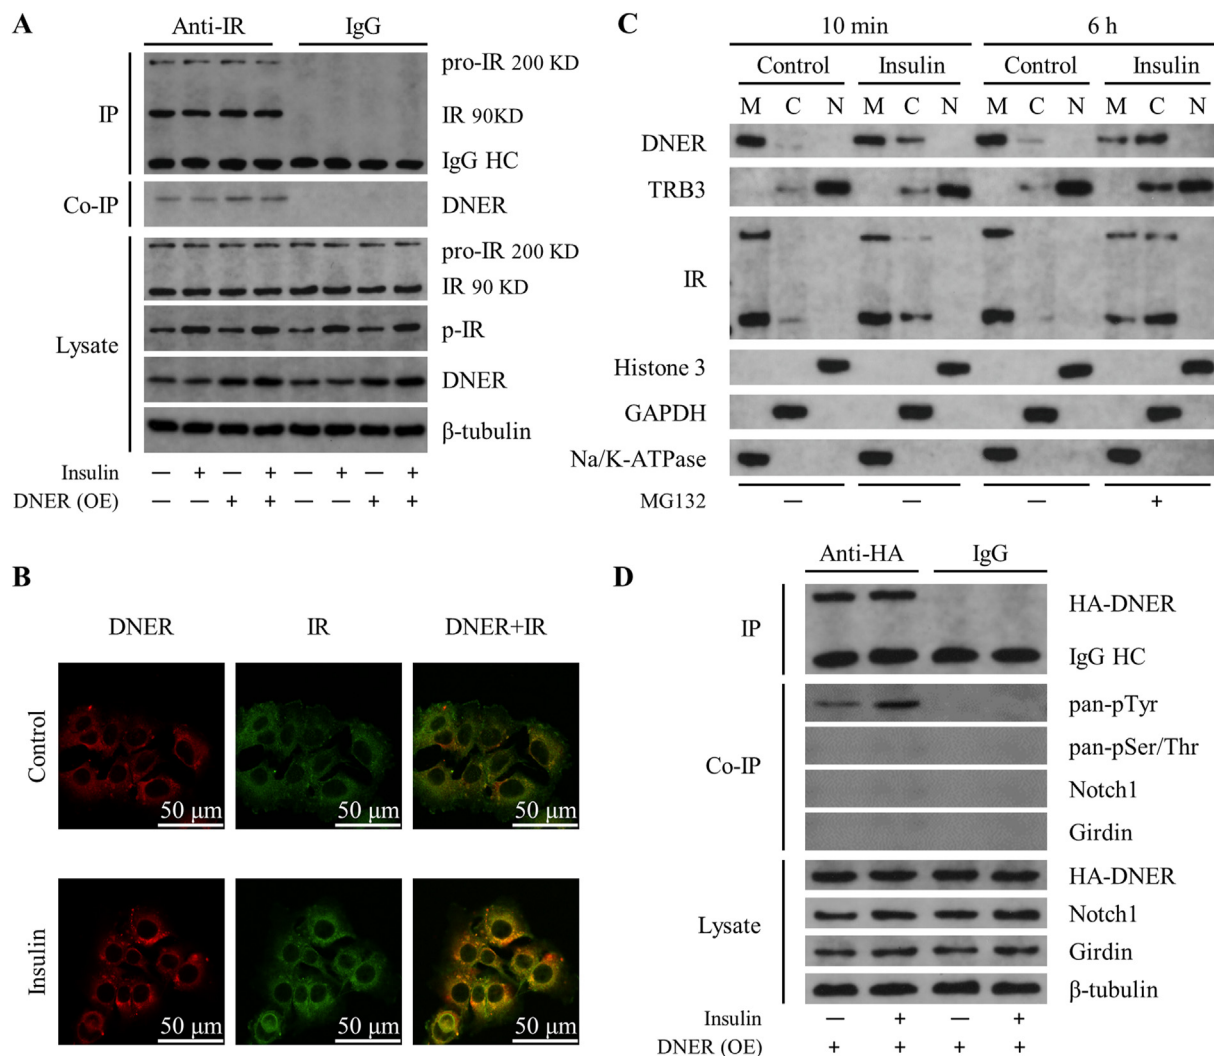 A
Anti-IR IgG
IP
pro-IR 200 KD
IR 90KD
IgG HC
Co-IP
DNER
Lysate
pro-IR 200 KD
IR 90 KD
p-IR
DNER
β-tubulin
Insulin — + — + — + — +
DNER (OE) — — + + — — + +
B
DNER IR DNER+IR
Control
50 μm 50 μm 50 μm
Insulin
50 μm 50 μm 50 μm
C
10 min 6 h
Control Insulin Control Insulin
M C N M C N M C N M C N
DNER
TRB3
IR
Histone 3
GAPDH
Na/K-ATPase
MG132 — — — +
D
Anti-HA IgG
IP
HA-DNER
IgG HC
Co-IP
pan-pTyr
pan-pSer/Thr
Notch1
Girdin
Lysate
HA-DNER
Notch1
Girdin
β-tubulin
Insulin — + — +
DNER (OE) + + + +